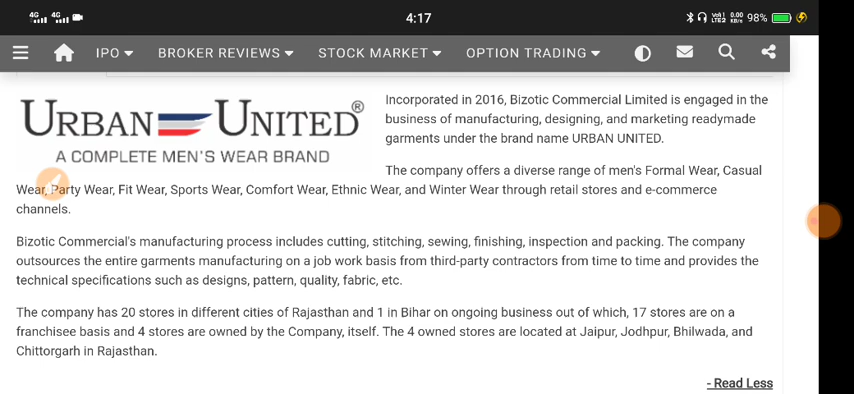 4G 4G 4:17 VoLTE2 0.00 KB/s 98%
IPO BROKER REVIEWS STOCK MARKET OPTION TRADING
URBAN UNITED®
A COMPLETE MEN'S WEAR BRAND
Incorporated in 2016, Bizotic Commercial Limited is engaged in the
business of manufacturing, designing, and marketing readymade
garments under the brand name URBAN UNITED.
The company offers a diverse range of men's Formal Wear, Casual
Wear, Party Wear, Fit Wear, Sports Wear, Comfort Wear, Ethnic Wear, and Winter Wear through retail stores and e-commerce
channels.
Bizotic Commercial's manufacturing process includes cutting, stitching, sewing, finishing, inspection and packing. The company
outsources the entire garments manufacturing on a job work basis from third-party contractors from time to time and provides the
technical specifications such as designs, pattern, quality, fabric, etc.
The company has 20 stores in different cities of Rajasthan and 1 in Bihar on ongoing business out of which, 17 stores are on a
franchisee basis and 4 stores are owned by the Company, itself. The 4 owned stores are located at Jaipur, Jodhpur, Bhilwada, and
Chittorgarh in Rajasthan.
- Read Less